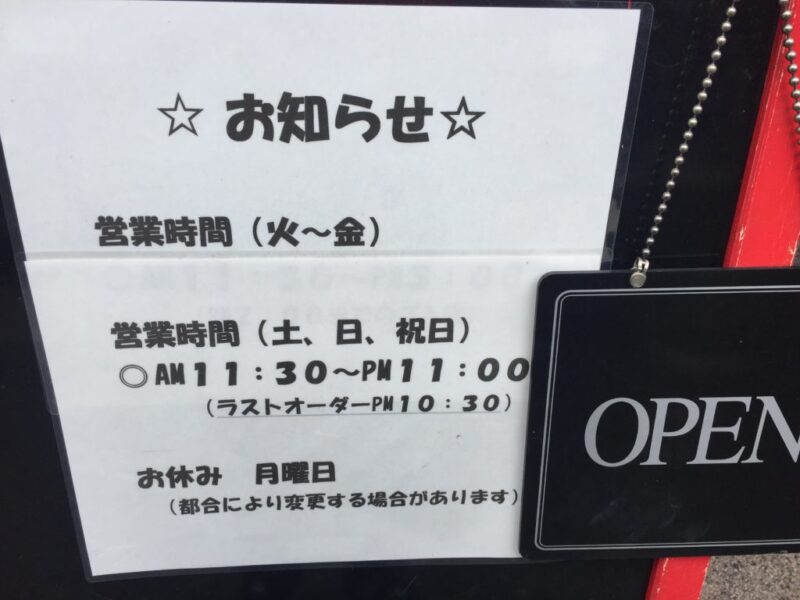 ☆ お知らせ ☆
営業時間（火～金）
営業時間（土、日、祝日）
◯ AM11：30～PM11：00
（ラストオーダーPM10：30）
お休み　月曜日
（都合により変更する場合があります）
OPEN